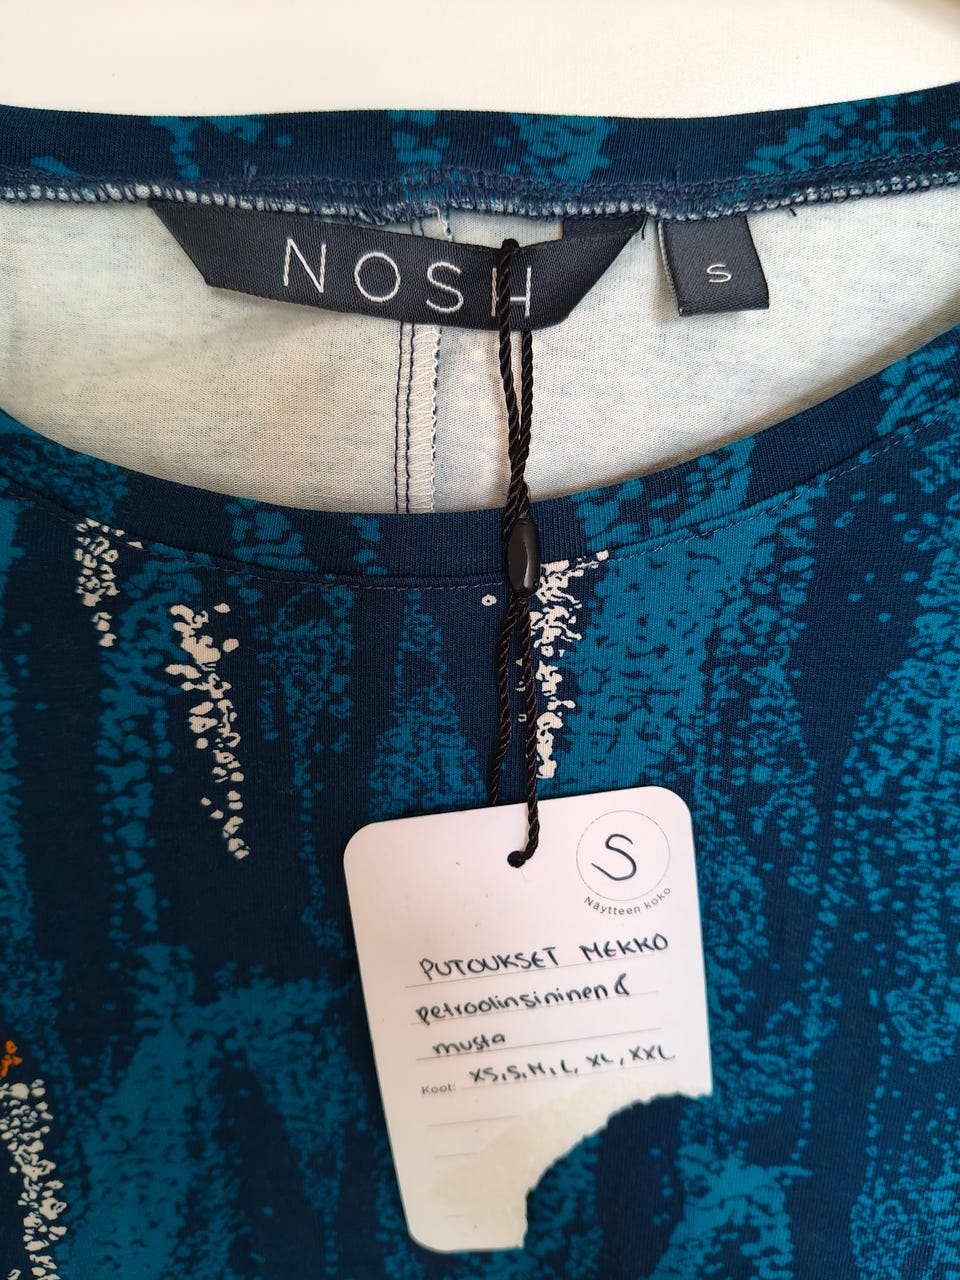 NOSH
S
S
Näytteen koko
PUTOUKSET MEKKO
petroolinsininen &
musta
Koot: XS, S, M, L, XL, XXL